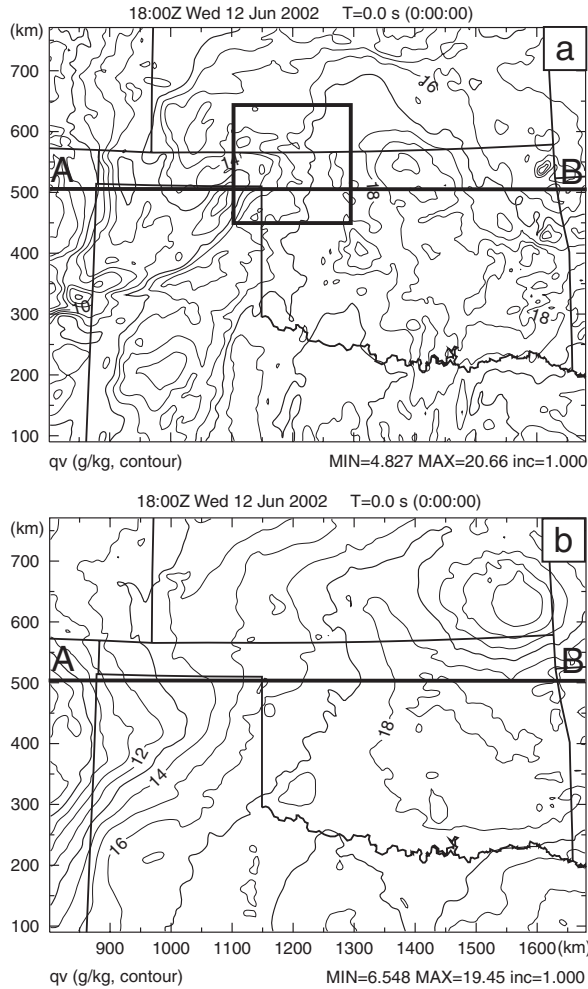 18:00Z Wed 12 Jun 2002 T=0.0 s (0:00:00)
(km)
a
700
16
600
14
A
B
500
18
400
10
300
18
200
100
qv (g/kg, contour) MIN=4.827 MAX=20.66 inc=1.000
18:00Z Wed 12 Jun 2002 T=0.0 s (0:00:00)
(km)
b
700
600
A
B
500
18
400
12
14
300
16
200
100
900 1000 1100 1200 1300 1400 1500 1600 (km)
qv (g/kg, contour) MIN=6.548 MAX=19.45 inc=1.000